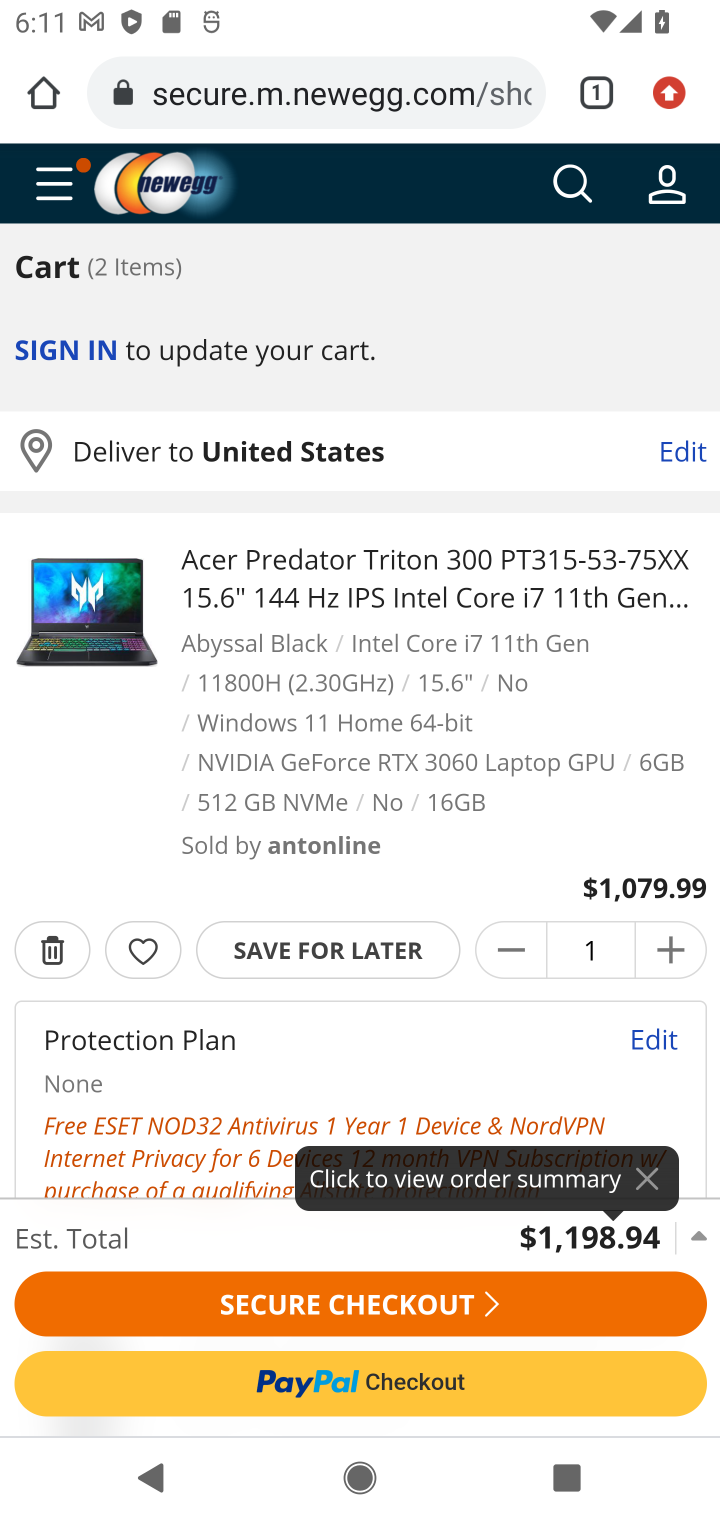 6:11
secure.m.newegg.com/sho
1
newegg
Cart (2 Items)
SIGN IN to update your cart.
Deliver to United States Edit
Acer Predator Triton 300 PT315-53-75XX
15.6" 144 Hz IPS Intel Core i7 11th Gen...
Abyssal Black / Intel Core i7 11th Gen
/ 11800H (2.30GHz) / 15.6" / No
/ Windows 11 Home 64-bit
/ NVIDIA GeForce RTX 3060 Laptop GPU / 6GB
/ 512 GB NVMe / No / 16GB
Sold by antonline
$1,079.99
SAVE FOR LATER 1
Protection Plan Edit
None
Free ESET NOD32 Antivirus 1 Year 1 Device & NordVPN
Internet Privacy for 6 Devices 12 month VPN Subscription w/
purchase of a qualifying Allstate protection plan
Click to view order summary
Est. Total $1,198.94
SECURE CHECKOUT
PayPal Checkout